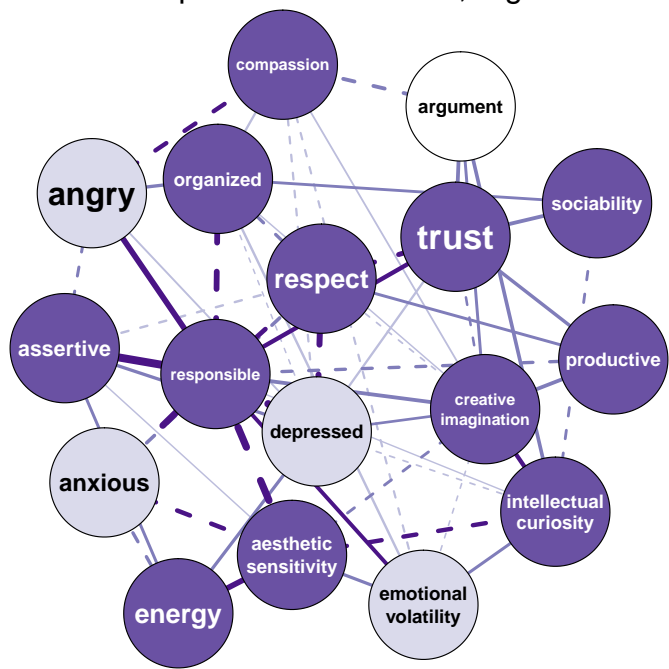 compassion
argument
angry
organized
sociability
trust
respect
assertive
responsible
productive
creative
imagination
depressed
anxious
intellectual
curiosity
aesthetic
sensitivity
emotional
volatility
energy